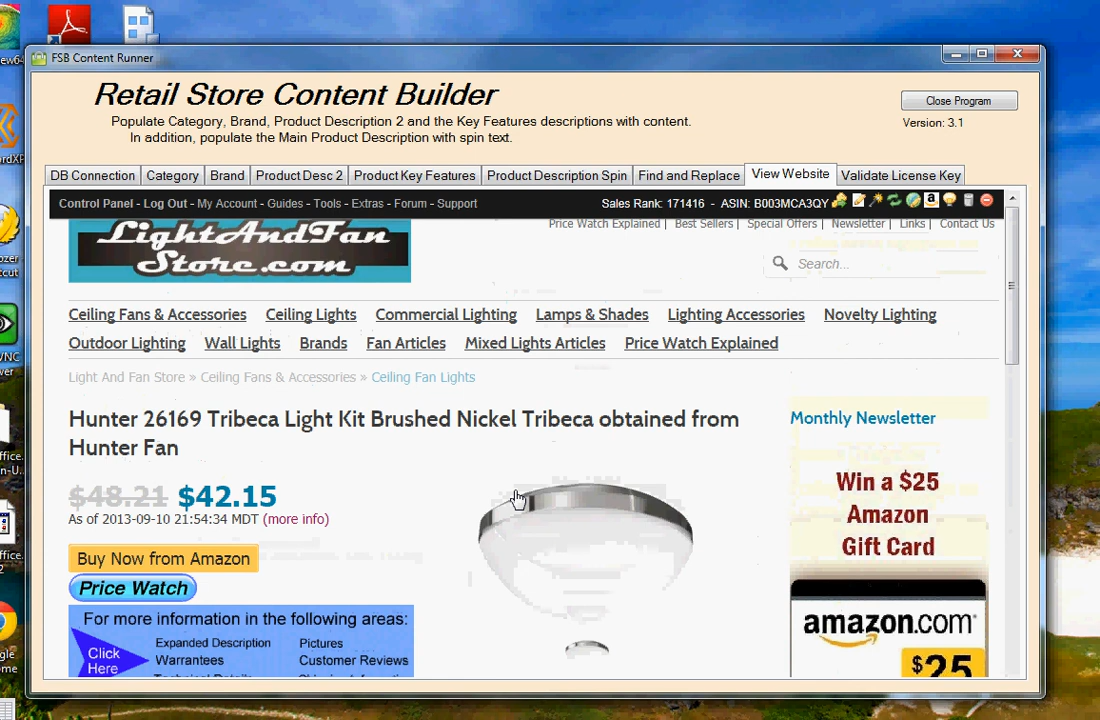 FSB Content Runner
Retail Store Content Builder
Close Program
Populate Category, Brand, Product Description 2 and the Key Features descriptions with content.
Version: 3.1
In addition, populate the Main Product Description with spin text.
DB Connection Category Brand Product Desc 2 Product Key Features Product Description Spin Find and Replace View Website Validate License Key
Control Panel - Log Out - My Account - Guides - Tools - Extras - Forum - Support Sales Rank: 171416 - ASIN: B003MCA3QY
Price Watch Explained | Best Sellers | Special Offers | Newsletter | Links | Contact Us
LightAndFan
Store.com
Search...
Ceiling Fans & Accessories Ceiling Lights Commercial Lighting Lamps & Shades Lighting Accessories Novelty Lighting
Outdoor Lighting Wall Lights Brands Fan Articles Mixed Lights Articles Price Watch Explained
Light And Fan Store » Ceiling Fans & Accessories » Ceiling Fan Lights
Hunter 26169 Tribeca Light Kit Brushed Nickel Tribeca obtained from
Hunter Fan
Monthly Newsletter
$48.21 $42.15
As of 2013-09-10 21:54:34 MDT (more info)
Win a $25
Amazon
Gift Card
Buy Now from Amazon
Price Watch
For more information in the following areas:
Click
Here
Expanded Description Pictures
Warrantees Customer Reviews
amazon.com
$25